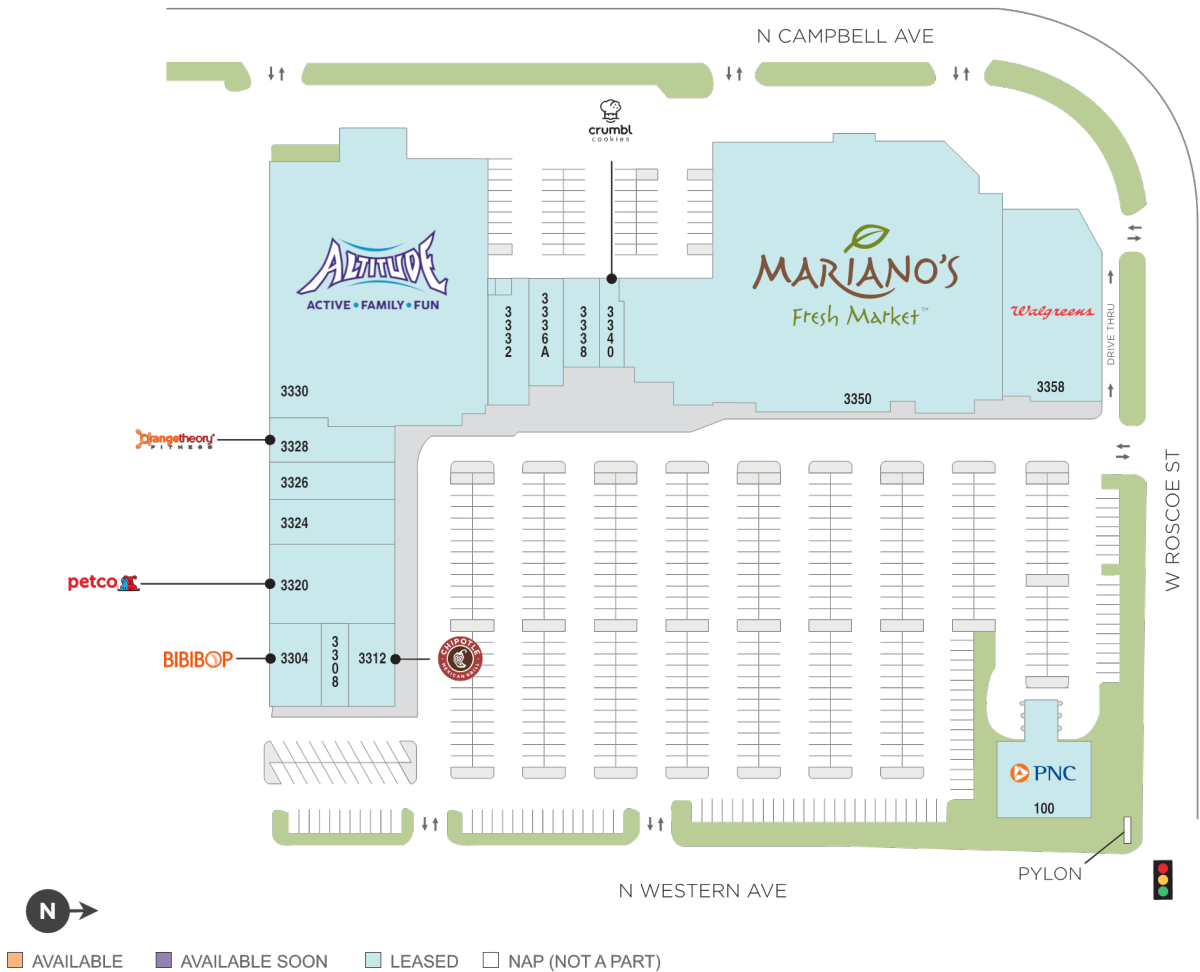 N CAMPBELL AVE
crumbl
cookies
ALTITUDE
ACTIVE • FAMILY • FUN
MARIANO'S
Fresh Market™
Walgreens
DRIVE THRU
3332
3336A
3338
3340
3330
3350
3358
orangetheory®
FITNESS
3328
3326
3324
petco
3320
BIBIBOP
3304
3308
3312
CHIPOTLE
MEXICAN GRILL
W ROSCOE ST
PNC
100
PYLON
N WESTERN AVE
N
AVAILABLE
AVAILABLE SOON
LEASED
NAP (NOT A PART)